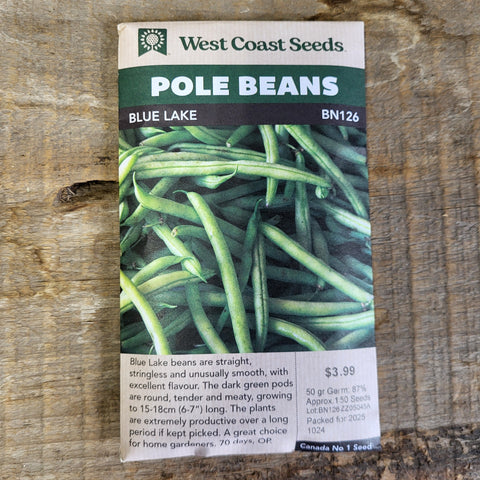 West Coast Seeds
POLE BEANS
BLUE LAKE BN126
Blue Lake beans are straight,
stringless and unusually smooth, with
excellent flavour. The dark green pods
are round, tender and meaty, growing
to 15-18cm (6-7") long. The plants
are extremely productive over a long
period if kept picked. A great choice
for home gardeners. 70 days, OP.
$3.99
50 gr Germ: 87%
Approx.150 Seeds
Lot:BN126ZZ05045A
Packed for 2025
1024
Canada No 1 Seed